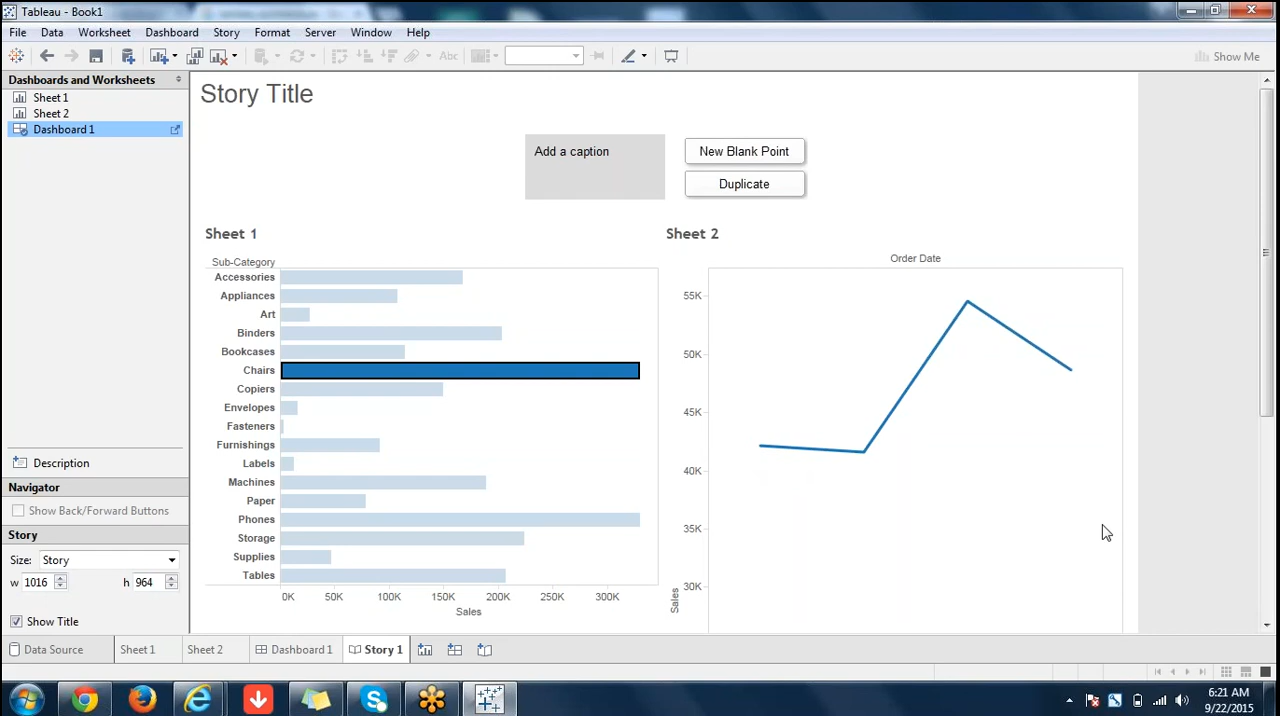 Tableau - Book1
File Data Worksheet Dashboard Story Format Server Window Help
Abc
Show Me
Dashboards and Worksheets
Sheet 1
Sheet 2
Dashboard 1
Description
Navigator
Show Back/Forward Buttons
Story
Size: Story
w 1016 h 964
Show Title
Story Title
Add a caption
New Blank Point
Duplicate
Sheet 1
Sub-Category
Accessories
Appliances
Art
Binders
Bookcases
Chairs
Copiers
Envelopes
Fasteners
Furnishings
Labels
Machines
Paper
Phones
Storage
Supplies
Tables
0K 50K 100K 150K 200K 250K 300K
Sales
Sheet 2
Order Date
55K
50K
45K
40K
35K
30K
Sales
Data Source Sheet 1 Sheet 2 Dashboard 1 Story 1
6:21 AM
9/22/2015